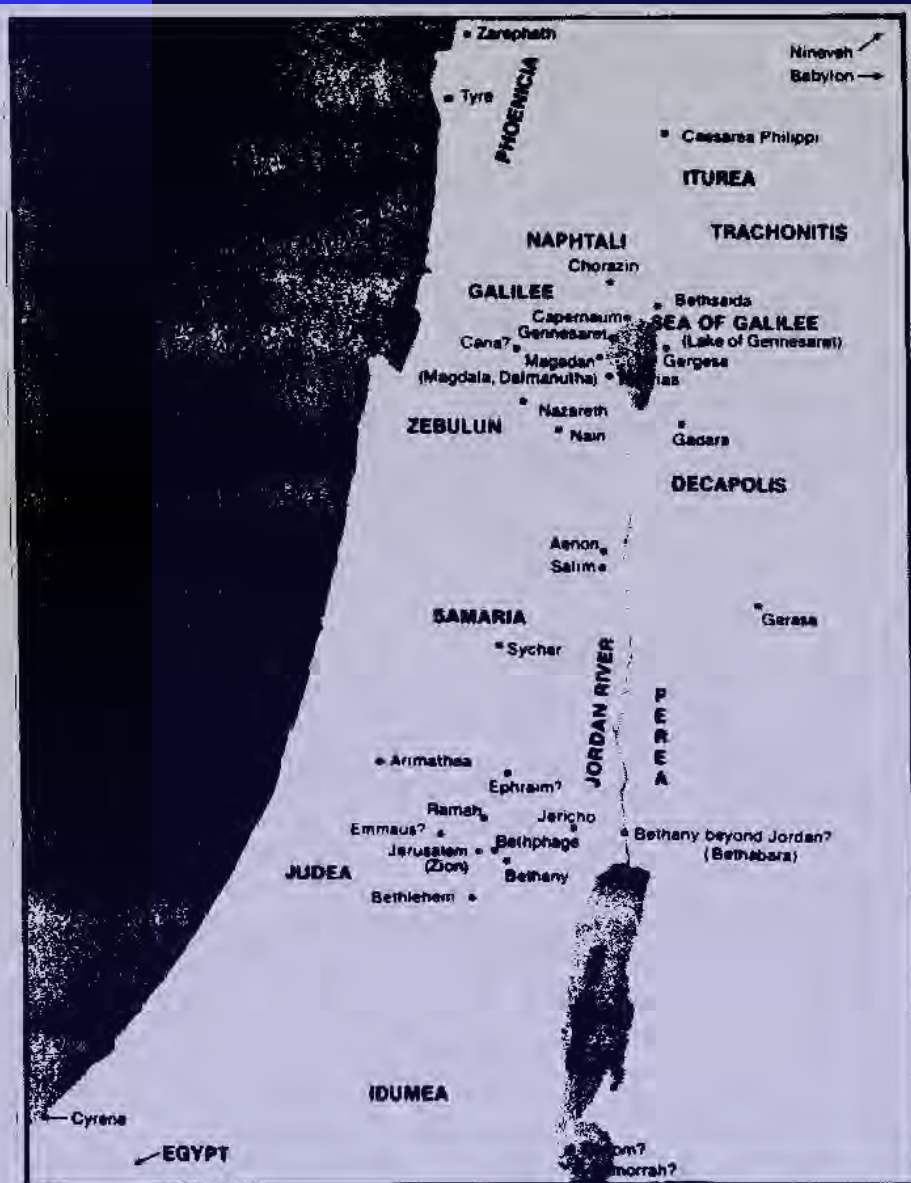 Zarephath
Nineveh
Babylon
Tyre
PHOENICIA
Caesarea Philippi
ITUREA
TRACHONITIS
NAPHTALI
Chorazin
GALILEE
Bethsaida
Capernaum
SEA OF GALILEE
Gennesaret
(Lake of Gennesaret)
Cana?
Magadan
Gergesa
(Magdala, Dalmanutha)
Nazareth
ZEBULUN
Nain
Gadara
DECAPOLIS
Aenon
Salim
SAMARIA
Gerasa
Sychar
JORDAN RIVER
PEREA
Arimathea
Ephraim?
Ramah
Jericho
Emmaus?
Bethany beyond Jordan?
(Bethabara)
Jerusalem
(Zion)
Bethphage
JUDEA
Bethany
Bethlehem
IDUMEA
Cyrene
EGYPT